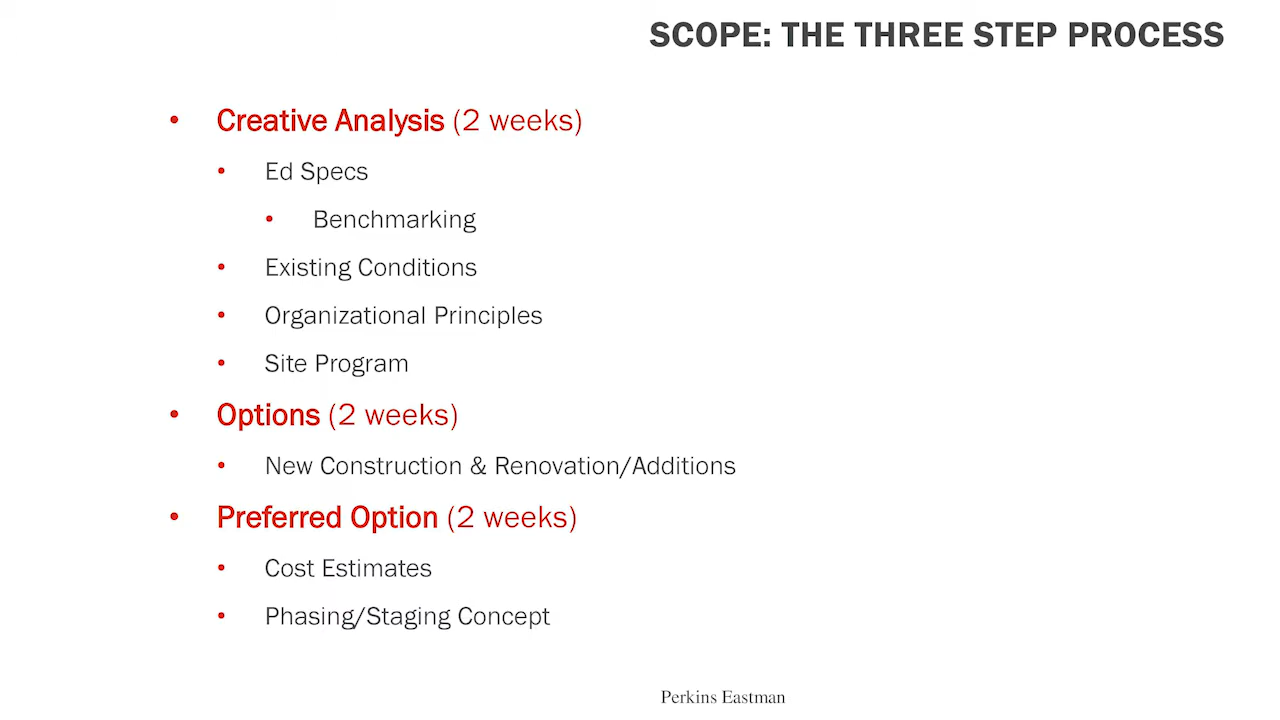 SCOPE: THE THREE STEP PROCESS
• Creative Analysis (2 weeks)
• Ed Specs
• Benchmarking
• Existing Conditions
• Organizational Principles
• Site Program
• Options (2 weeks)
• New Construction & Renovation/Additions
• Preferred Option (2 weeks)
• Cost Estimates
• Phasing/Staging Concept
Perkins Eastman